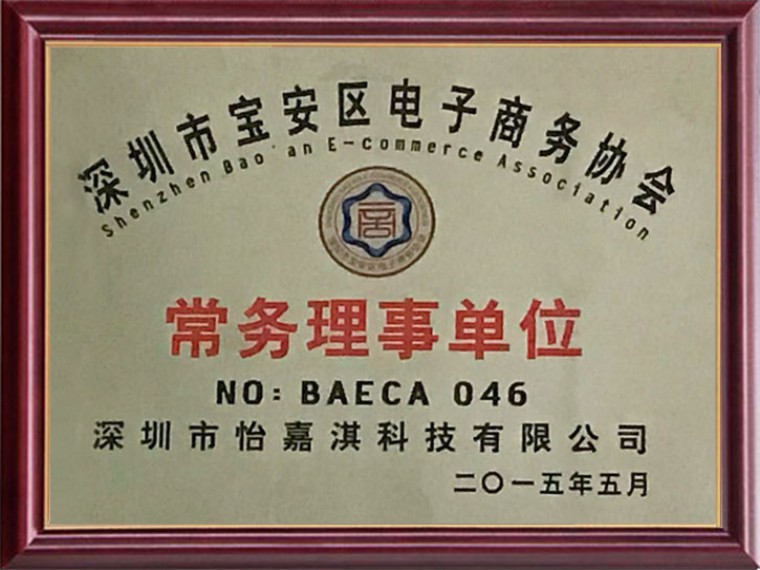 深圳市宝安区电子商务协会
Shenzhen Bao'an E-commerce Association
常务理事单位
NO: BAECA 046
深圳市怡嘉淇科技有限公司
二〇一五年五月